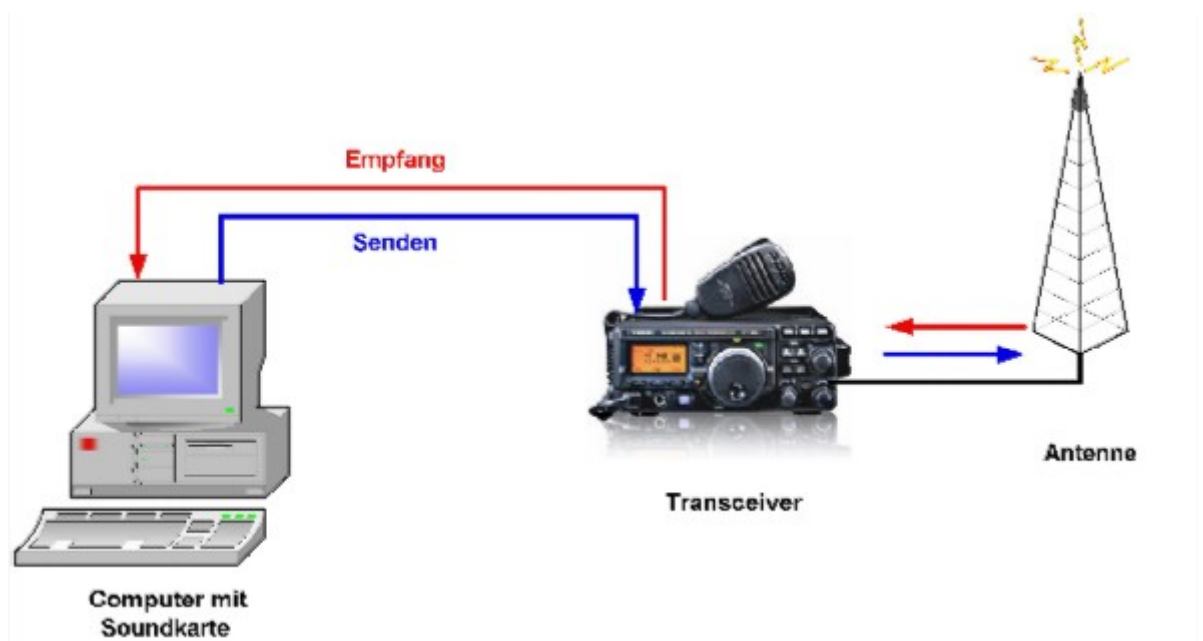 Empfang
Senden
Antenne
Transceiver
Computer mit
Soundkarte